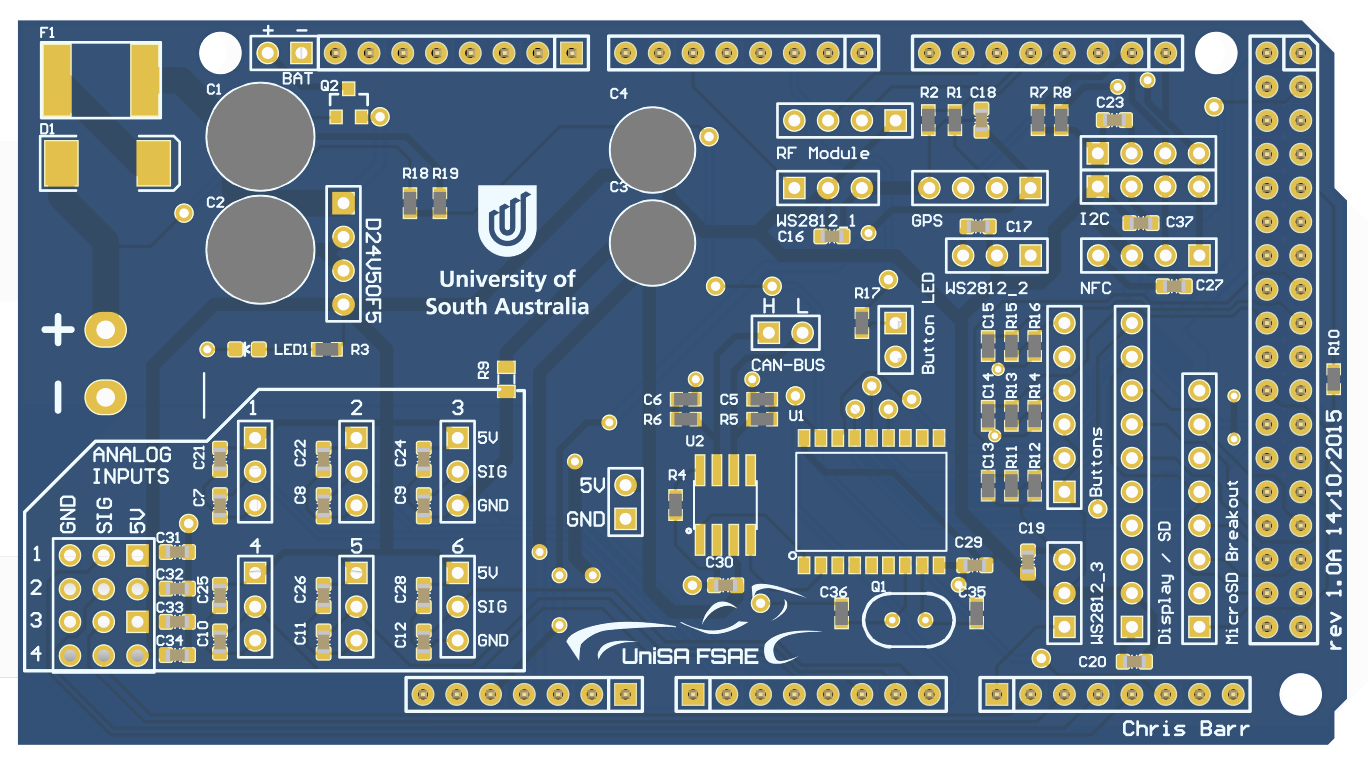 F1
+ −
BAT
C1
Q2
C4
R2 R1 C18
R7 R8
C23
D1
RF Module
C3
R18 R19
C2
D24V50F5
WS2812_1
C16
GPS
C17
I2C
C37
University of
South Australia
WS2812_2
NFC
C27
H L
CAN-BUS
R17
Button LED
C15
R15
R16
+
LED1
R3
R9
R10
−
C6
R6
C5
R5
U1
C14
R13
R14
1 2 3
ANALOG
INPUTS
C21
C22
C24
5V
SIG
GND
C7
C8
C9
U2
R4
5V
GND
C13
R11
R12
Buttons
GND
SIG
5V
C31
C32
C33
C34
1
2
3
4
4 5 6
C25
C26
C28
5V
SIG
GND
C10
C11
C12
C30
C29
C19
C36
Q1
C35
WS2812_3
Display / SD
MicroSD Breakout
rev 1.0A 14/10/2015
UniSA FSAE
C20
Chris Barr